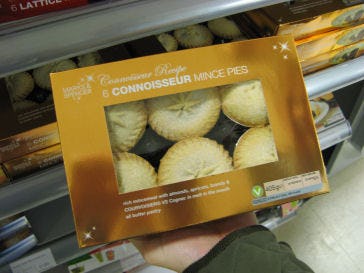 LATTICE
MARKS &
SPENCER
Connoisseur Recipe
6 CONNOISSEUR MINCE PIES
rich mincemeat with almonds, apricots, brandy &
COURVOISIER® VS Cognac in melt in the mouth
all butter pastry
405g